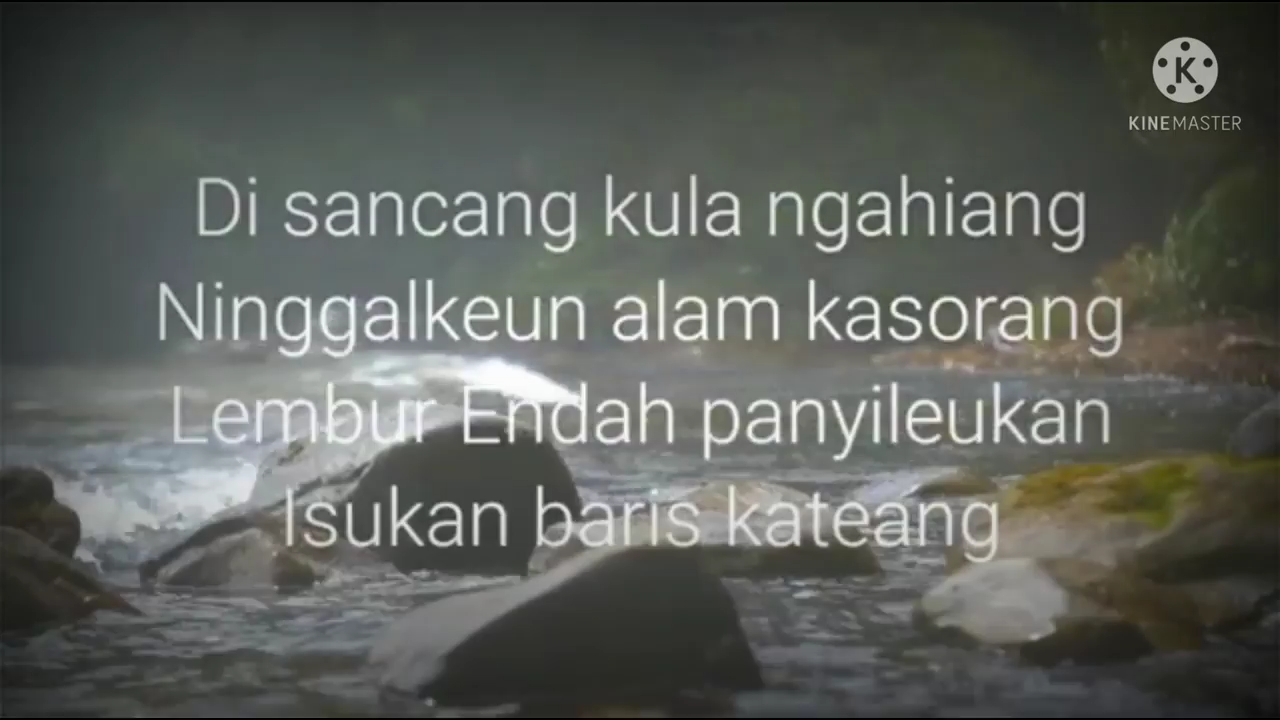 KINEMASTER
Di sancang kula ngahiang
Ninggalkeun alam kasorang
Lembur Endah panyileukan
Isukan baris kateang